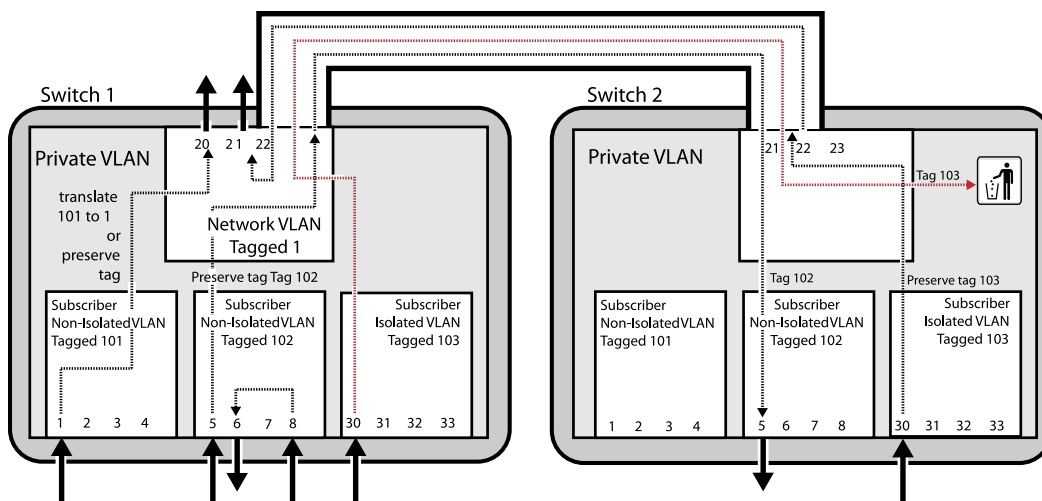 Switch 1
20 21 22
Private VLAN
translate
101 to 1
or
preserve
tag
Network VLAN
Tagged 1
Preserve tag Tag 102
Subscriber
Non-IsolatedVLAN
Tagged 101
1 2 3 4
Subscriber
Non-IsolatedVLAN
Tagged 102
5 6 7 8
Subscriber
Isolated VLAN
Tagged 103
30 31 32 33
Switch 2
21 22 23
Private VLAN
Tag 103
Tag 102
Preserve tag 103
Subscriber
Non-IsolatedVLAN
Tagged 101
1 2 3 4
Subscriber
Non-IsolatedVLAN
Tagged 102
5 6 7 8
Subscriber
Isolated VLAN
Tagged 103
30 31 32 33